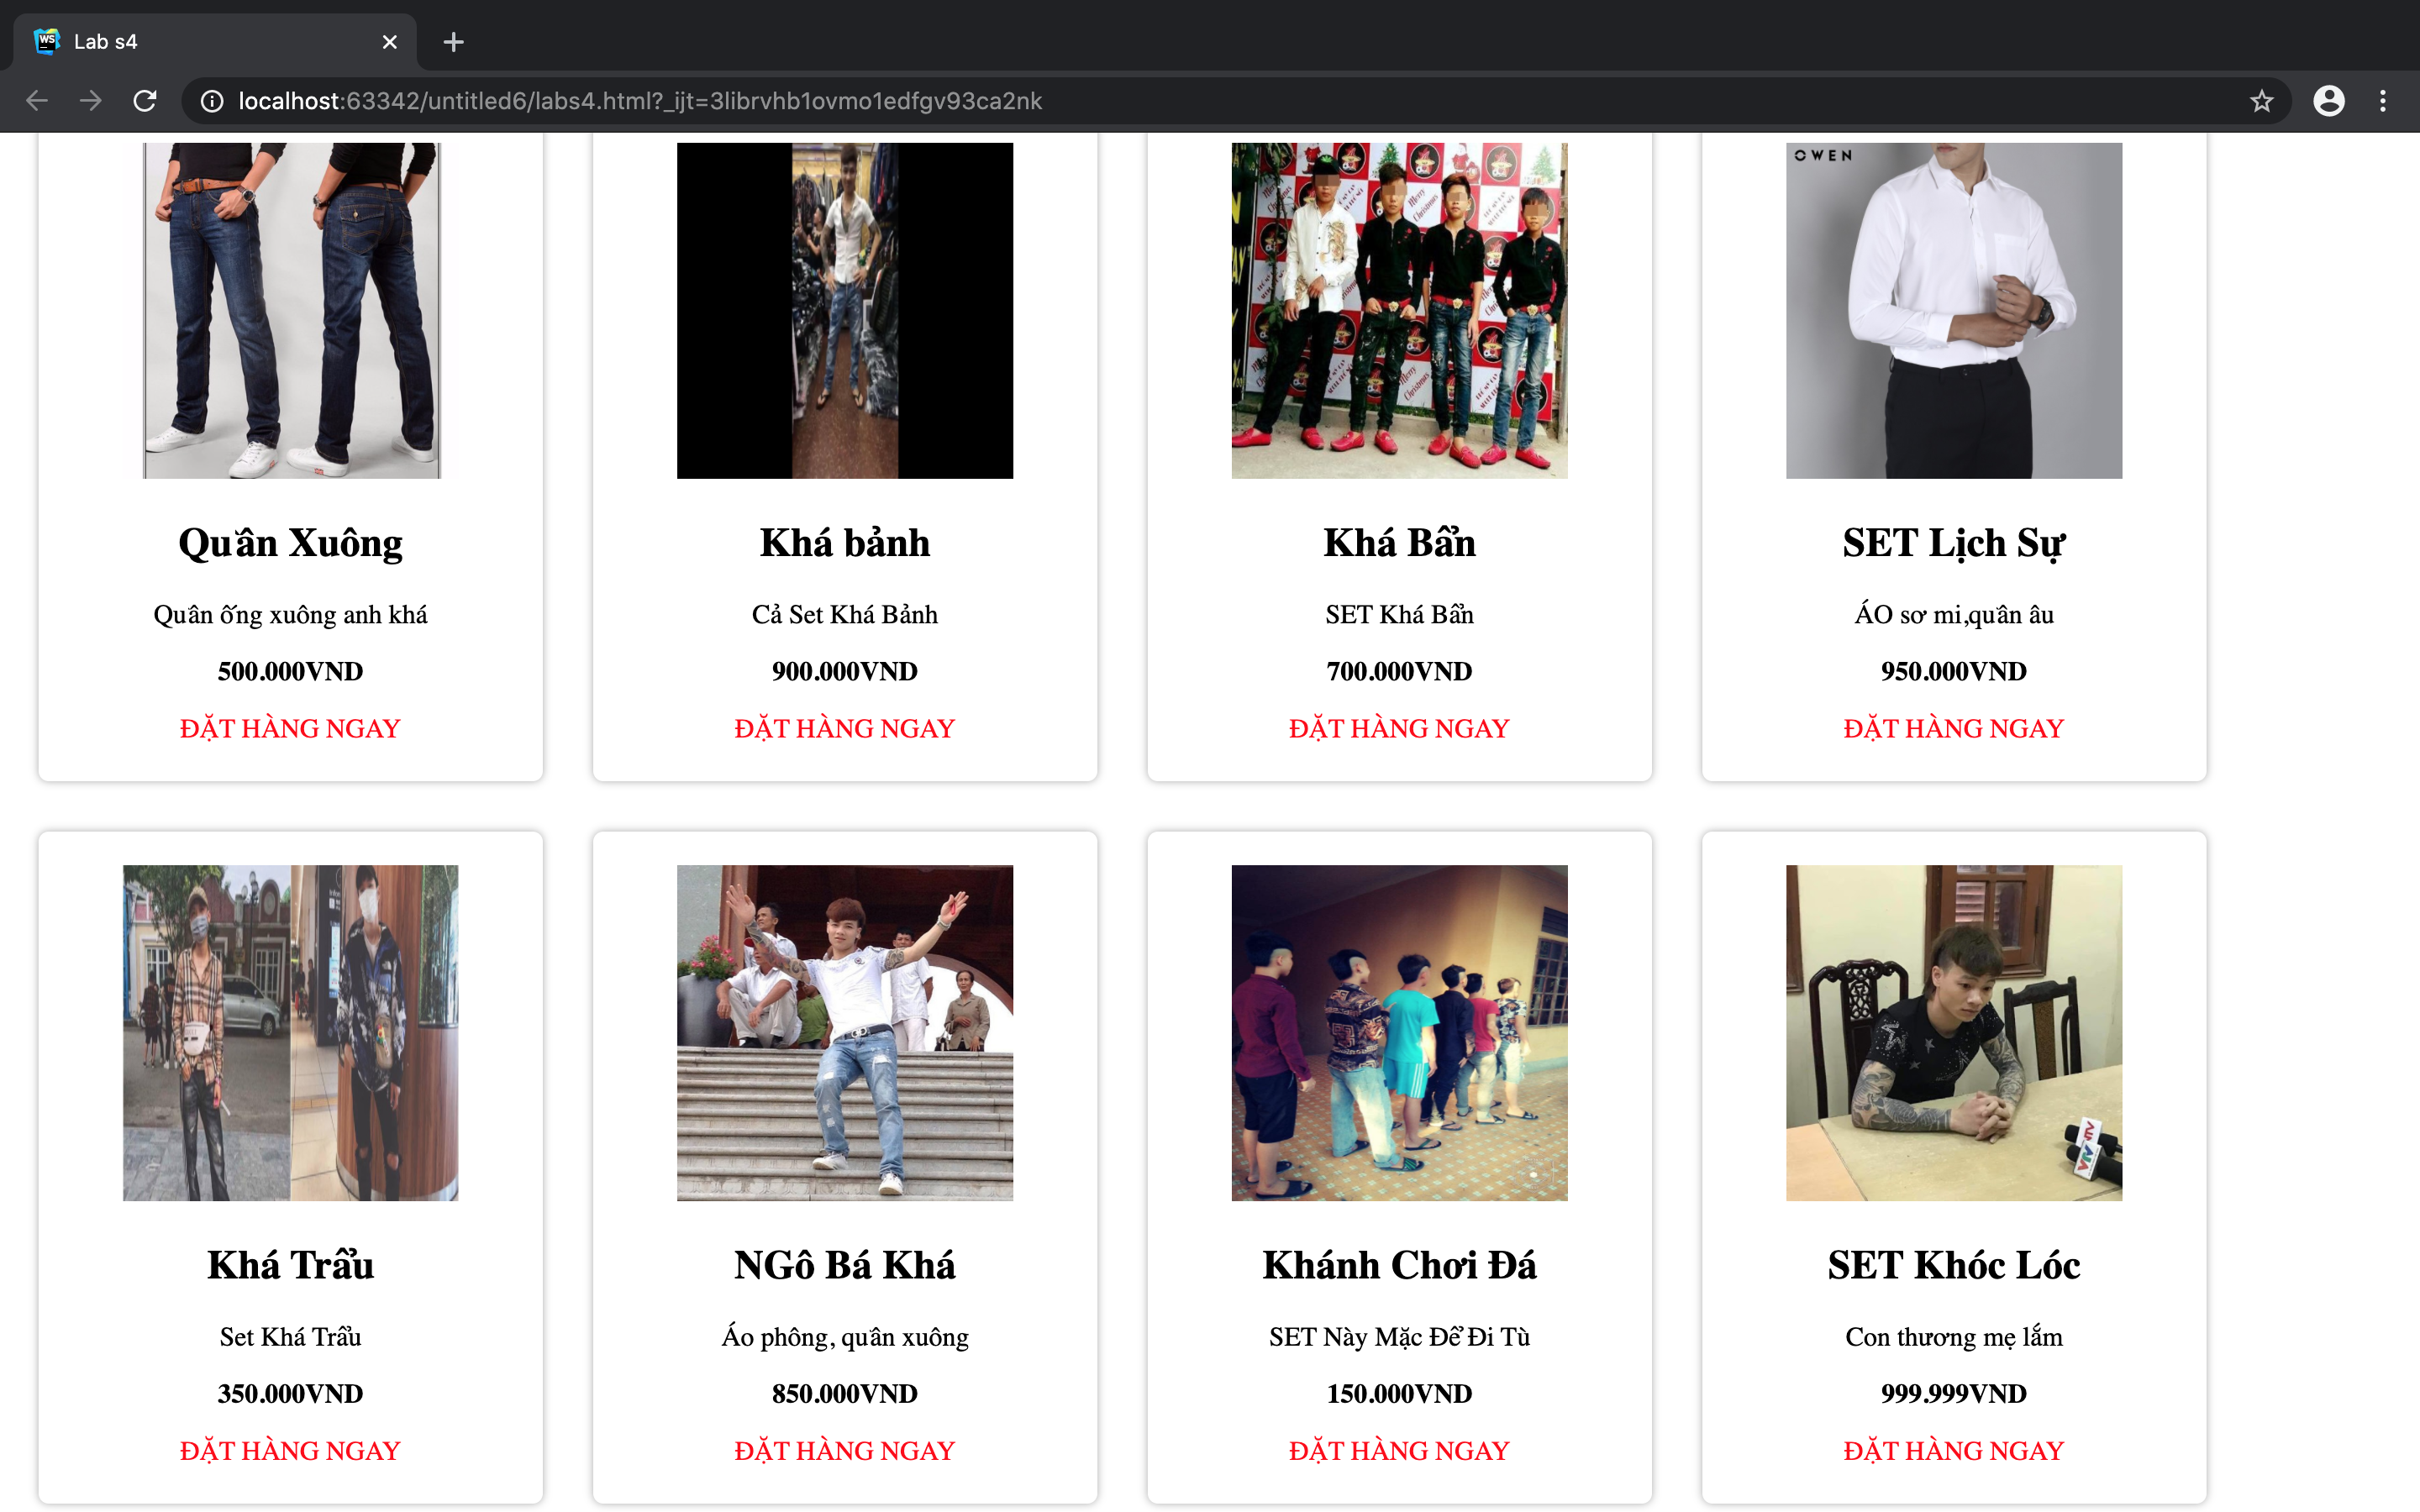 Lab s4
localhost:63342/untitled6/labs4.html?_ijt=3librvhb1ovmo1edfgv93ca2nk
OWEN
Merry Christmas
Quần Xuông
Quần ống xuông anh khá
500.000VND
ĐẶT HÀNG NGAY
Khá bảnh
Cả Set Khá Bảnh
900.000VND
ĐẶT HÀNG NGAY
Khá Bẩn
SET Khá Bẩn
700.000VND
ĐẶT HÀNG NGAY
SET Lịch Sự
ÁO sơ mi,quần âu
950.000VND
ĐẶT HÀNG NGAY
VTV
Khá Trẩu
Set Khá Trẩu
350.000VND
ĐẶT HÀNG NGAY
NGô Bá Khá
Áo phông, quần xuông
850.000VND
ĐẶT HÀNG NGAY
Khánh Chơi Đá
SET Này Mặc Để Đi Tù
150.000VND
ĐẶT HÀNG NGAY
SET Khóc Lóc
Con thương mẹ lắm
999.999VND
ĐẶT HÀNG NGAY